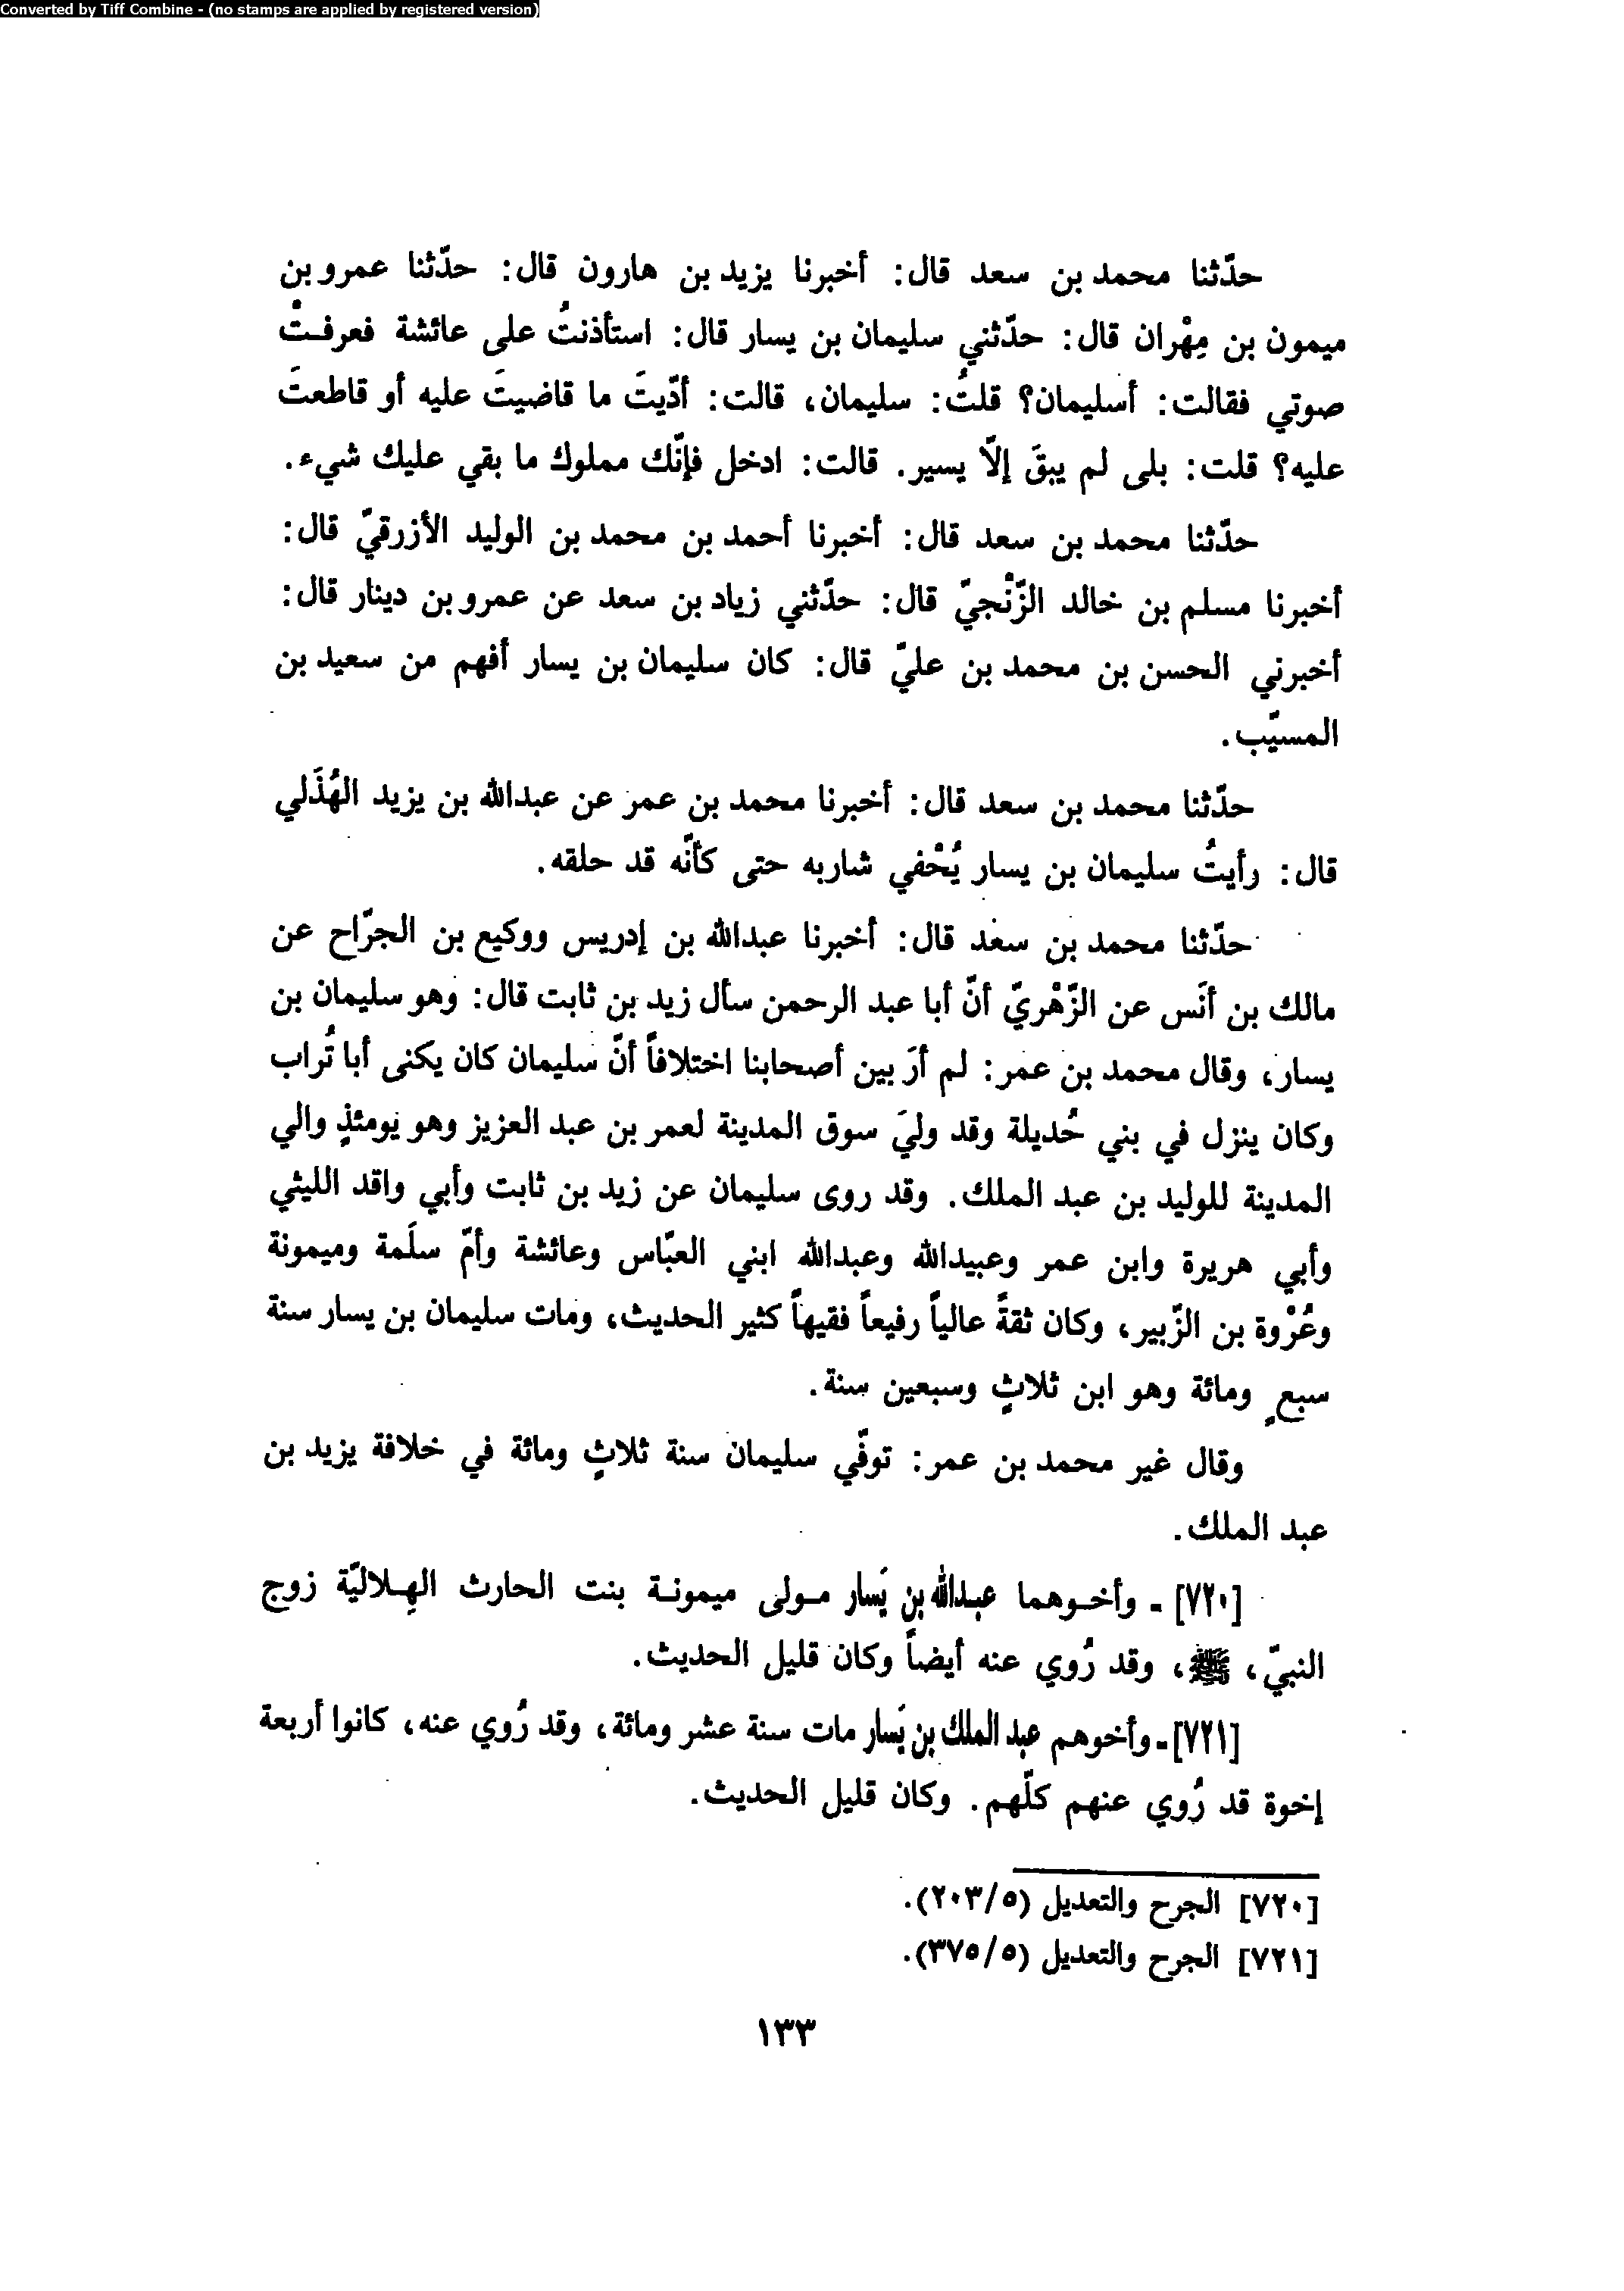 Converted by Tiff Combine - (no stamps are applied by registered version)
حدّثنا محمد بن سعد قال: أخبرنا يزيد بن هارون قال: حدّثنا عمرو بن
ميمون بن مِهْران قال: حدّثني سليمان بن يسار قال: استأذنتُ على عائشة فعرفـتْ
صوتي فقالت: أسليمان؟ قلتُ: سليمان، قالت: أدّيتَ ما قاضيتَ عليه أو قاطعتَ
عليه؟ قلت: بلى لم يبقَ إلّا يسير. قالت: ادخل فإنّك مملوك ما بقي عليك شيء.
حدّثنا محمد بن سعد قال: أخبرنا أحمد بن محمد بن الوليد الأزرقيّ قال:
أخبرنا مسلم بن خالد الزّنْجيّ قال: حدّثني زياد بن سعد عن عمرو بن دينار قال:
أخبرني الحسن بن محمد بن عليّ قال: كان سليمان بن يسار أفهم من سعيد بن
المسيّب.
حدّثنا محمد بن سعد قال: أخبرنا محمد بن عمر عن عبدالله بن يزيد الهُذَلي
قال: رأيتُ سليمان بن يسار يُحْفي شاربه حتى كأنّه قد حلقه.
حدّثنا محمد بن سعد قال: أخبرنا عبدالله بن إدريس ووكيع بن الجرّاح عن
مالك بن أنَس عن الزّهْريّ أنّ أبا عبد الرحمن سأل زيد بن ثابت قال: وهو سليمان بن
يسار، وقال محمد بن عمر: لم أرَ بين أصحابنا اختلافاً أنّ سليمان كان يكنى أبا تُراب
وكان ينزل في بني حُديلة وقد وليَ سوق المدينة لعمر بن عبد العزيز وهو يومئذٍ والي
المدينة للوليد بن عبد الملك. وقد روى سليمان عن زيد بن ثابت وأبي واقد الليثي
وأبي هريرة وابن عمر وعبيدالله وعبدالله ابني العبّاس وعائشة وأمّ سلَمة وميمونة
وعُرْوة بن الزّبير، وكان ثقةً عالياً رفيعاً فقيهاً كثير الحديث، ومات سليمان بن يسار سنة
سبعٍ ومائة وهو ابن ثلاثٍ وسبعين سنة.
وقال غير محمد بن عمر: توفّي سليمان سنة ثلاثٍ ومائة في خلافة يزيد بن
عبد الملك.
[٧٢٠] - وأخـوهما عبـدالله بن يَسار مـولى ميمونـة بنت الحارث الهِـلاليّة زوج
النبيّ، ﷺ، وقد رُوي عنه أيضاً وكان قليل الحديث.
[٧٢١] - وأخوهم عبد الملك بن يَسار مات سنة عشر ومائة، وقد رُوي عنه، كانوا أربعة
إخوة قد رُوي عنهم كلّهم. وكان قليل الحديث.
[٧٢٠] الجرح والتعديل (٢٠٣/٥).
[٧٢١] الجرح والتعديل (٣٧٥/٥).
١٣٣